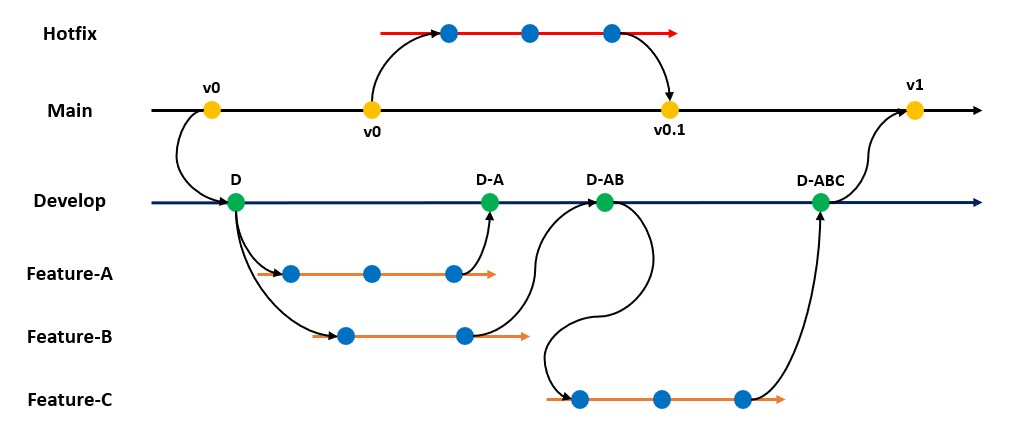 Hotfix
v0
v1
Main
v0
v0.1
D
D-A
D-AB
D-ABC
Develop
Feature-A
Feature-B
Feature-C